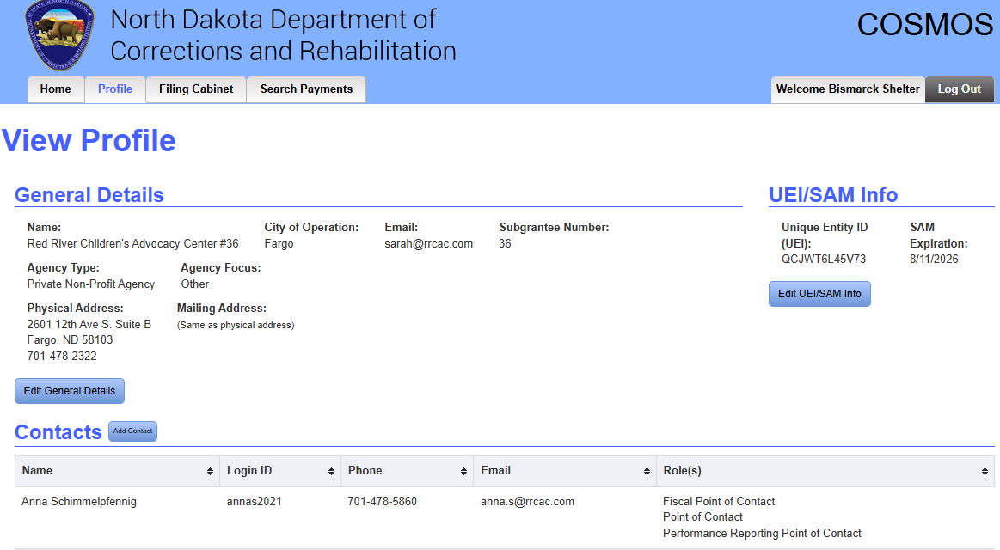 North Dakota Department of
Corrections and Rehabilitation
COSMOS
Home Profile Filing Cabinet Search Payments Welcome Bismarck Shelter Log Out
View Profile
General Details
Name: City of Operation: Email: Subgrantee Number:
Red River Children's Advocacy Center #36 Fargo sarah@rrcac.com 36
Agency Type: Agency Focus:
Private Non-Profit Agency Other
Physical Address: Mailing Address:
2601 12th Ave S. Suite B (Same as physical address)
Fargo, ND 58103
701-478-2322
Edit General Details
UEI/SAM Info
Unique Entity ID SAM
(UEI): Expiration:
QCJWT6L45V73 8/11/2026
Edit UEI/SAM Info
Contacts Add Contact
Name Login ID Phone Email Role(s)
Anna Schimmelpfennig annas2021 701-478-5860 anna.s@rrcac.com Fiscal Point of Contact
Point of Contact
Performance Reporting Point of Contact